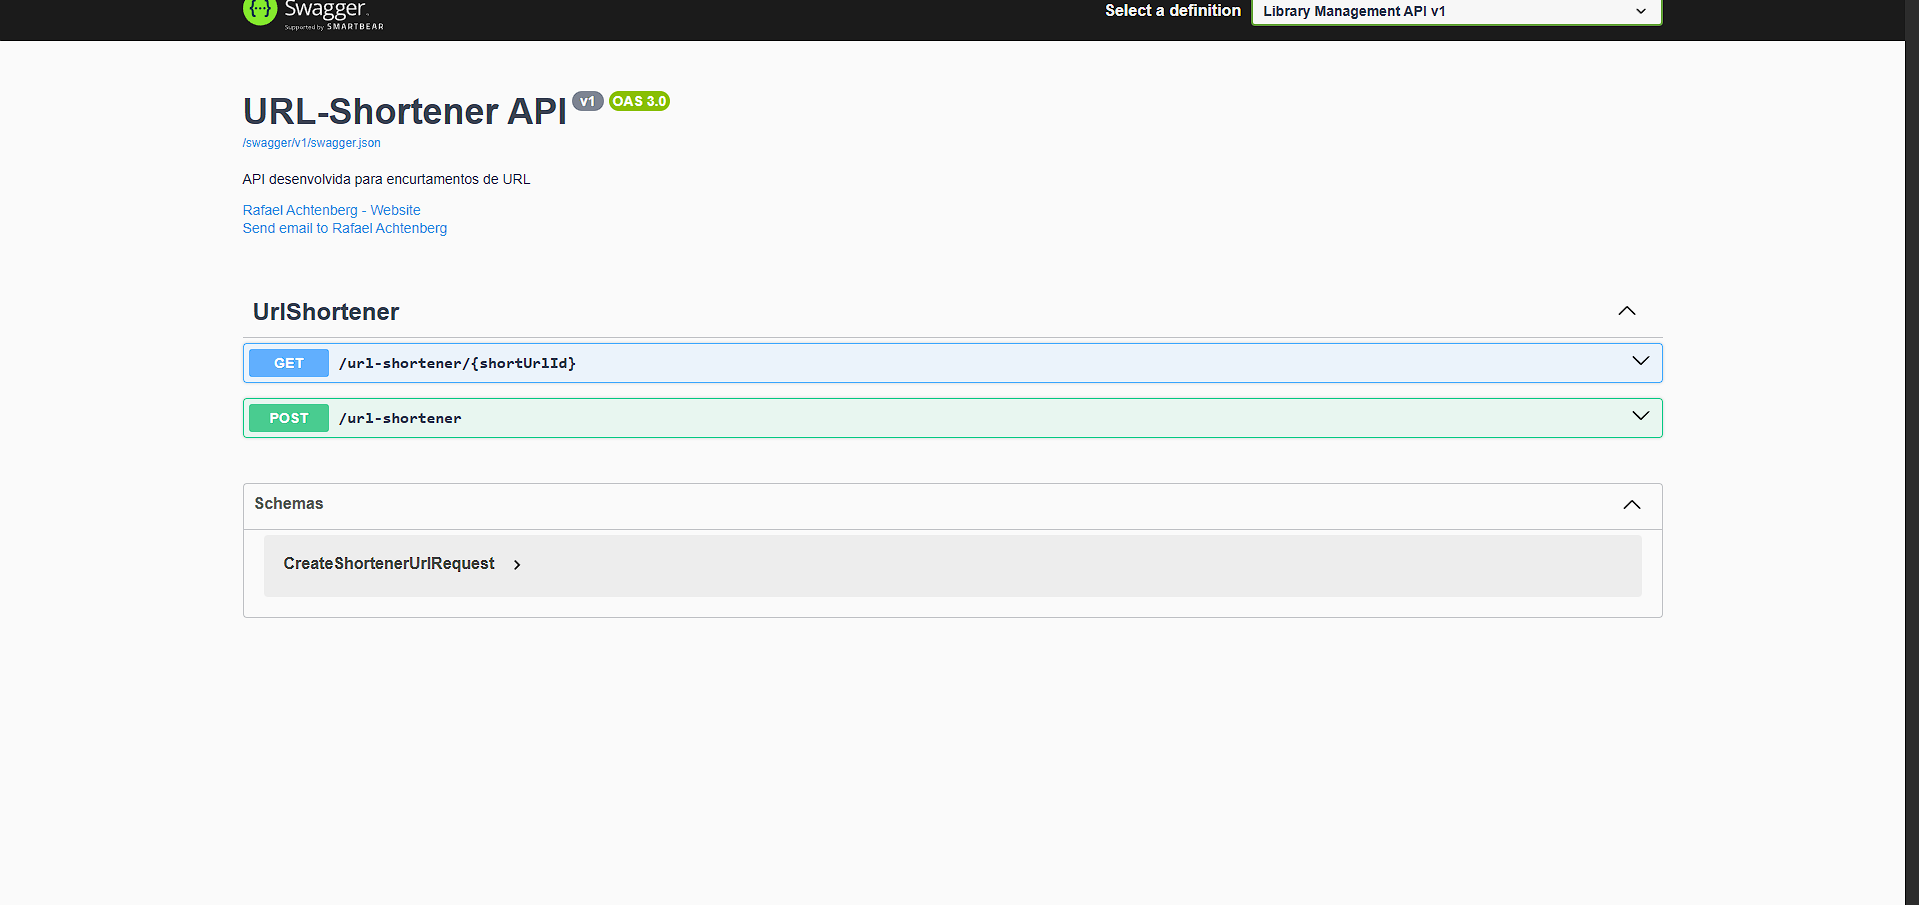 Swagger.
Supported by SMARTBEAR
Select a definition
Library Management API v1
URL-Shortener API v1 OAS 3.0
/swagger/v1/swagger.json
API desenvolvida para encurtamentos de URL
Rafael Achtenberg - Website
Send email to Rafael Achtenberg
UrlShortener
GET /url-shortener/{shortUrlId}
POST /url-shortener
Schemas
CreateShortenerUrlRequest